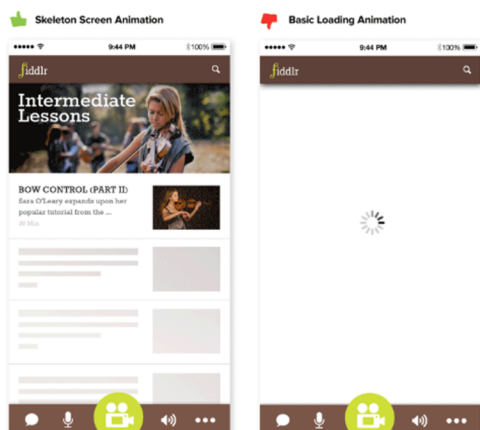 Skeleton Screen Animation
9:44 PM
100%
fiddlr
Intermediate
Lessons
BOW CONTROL (PART II)
Sara O'Leary expands upon her
popular tutorial from the ...
Basic Loading Animation
9:44 PM
100%
fiddlr